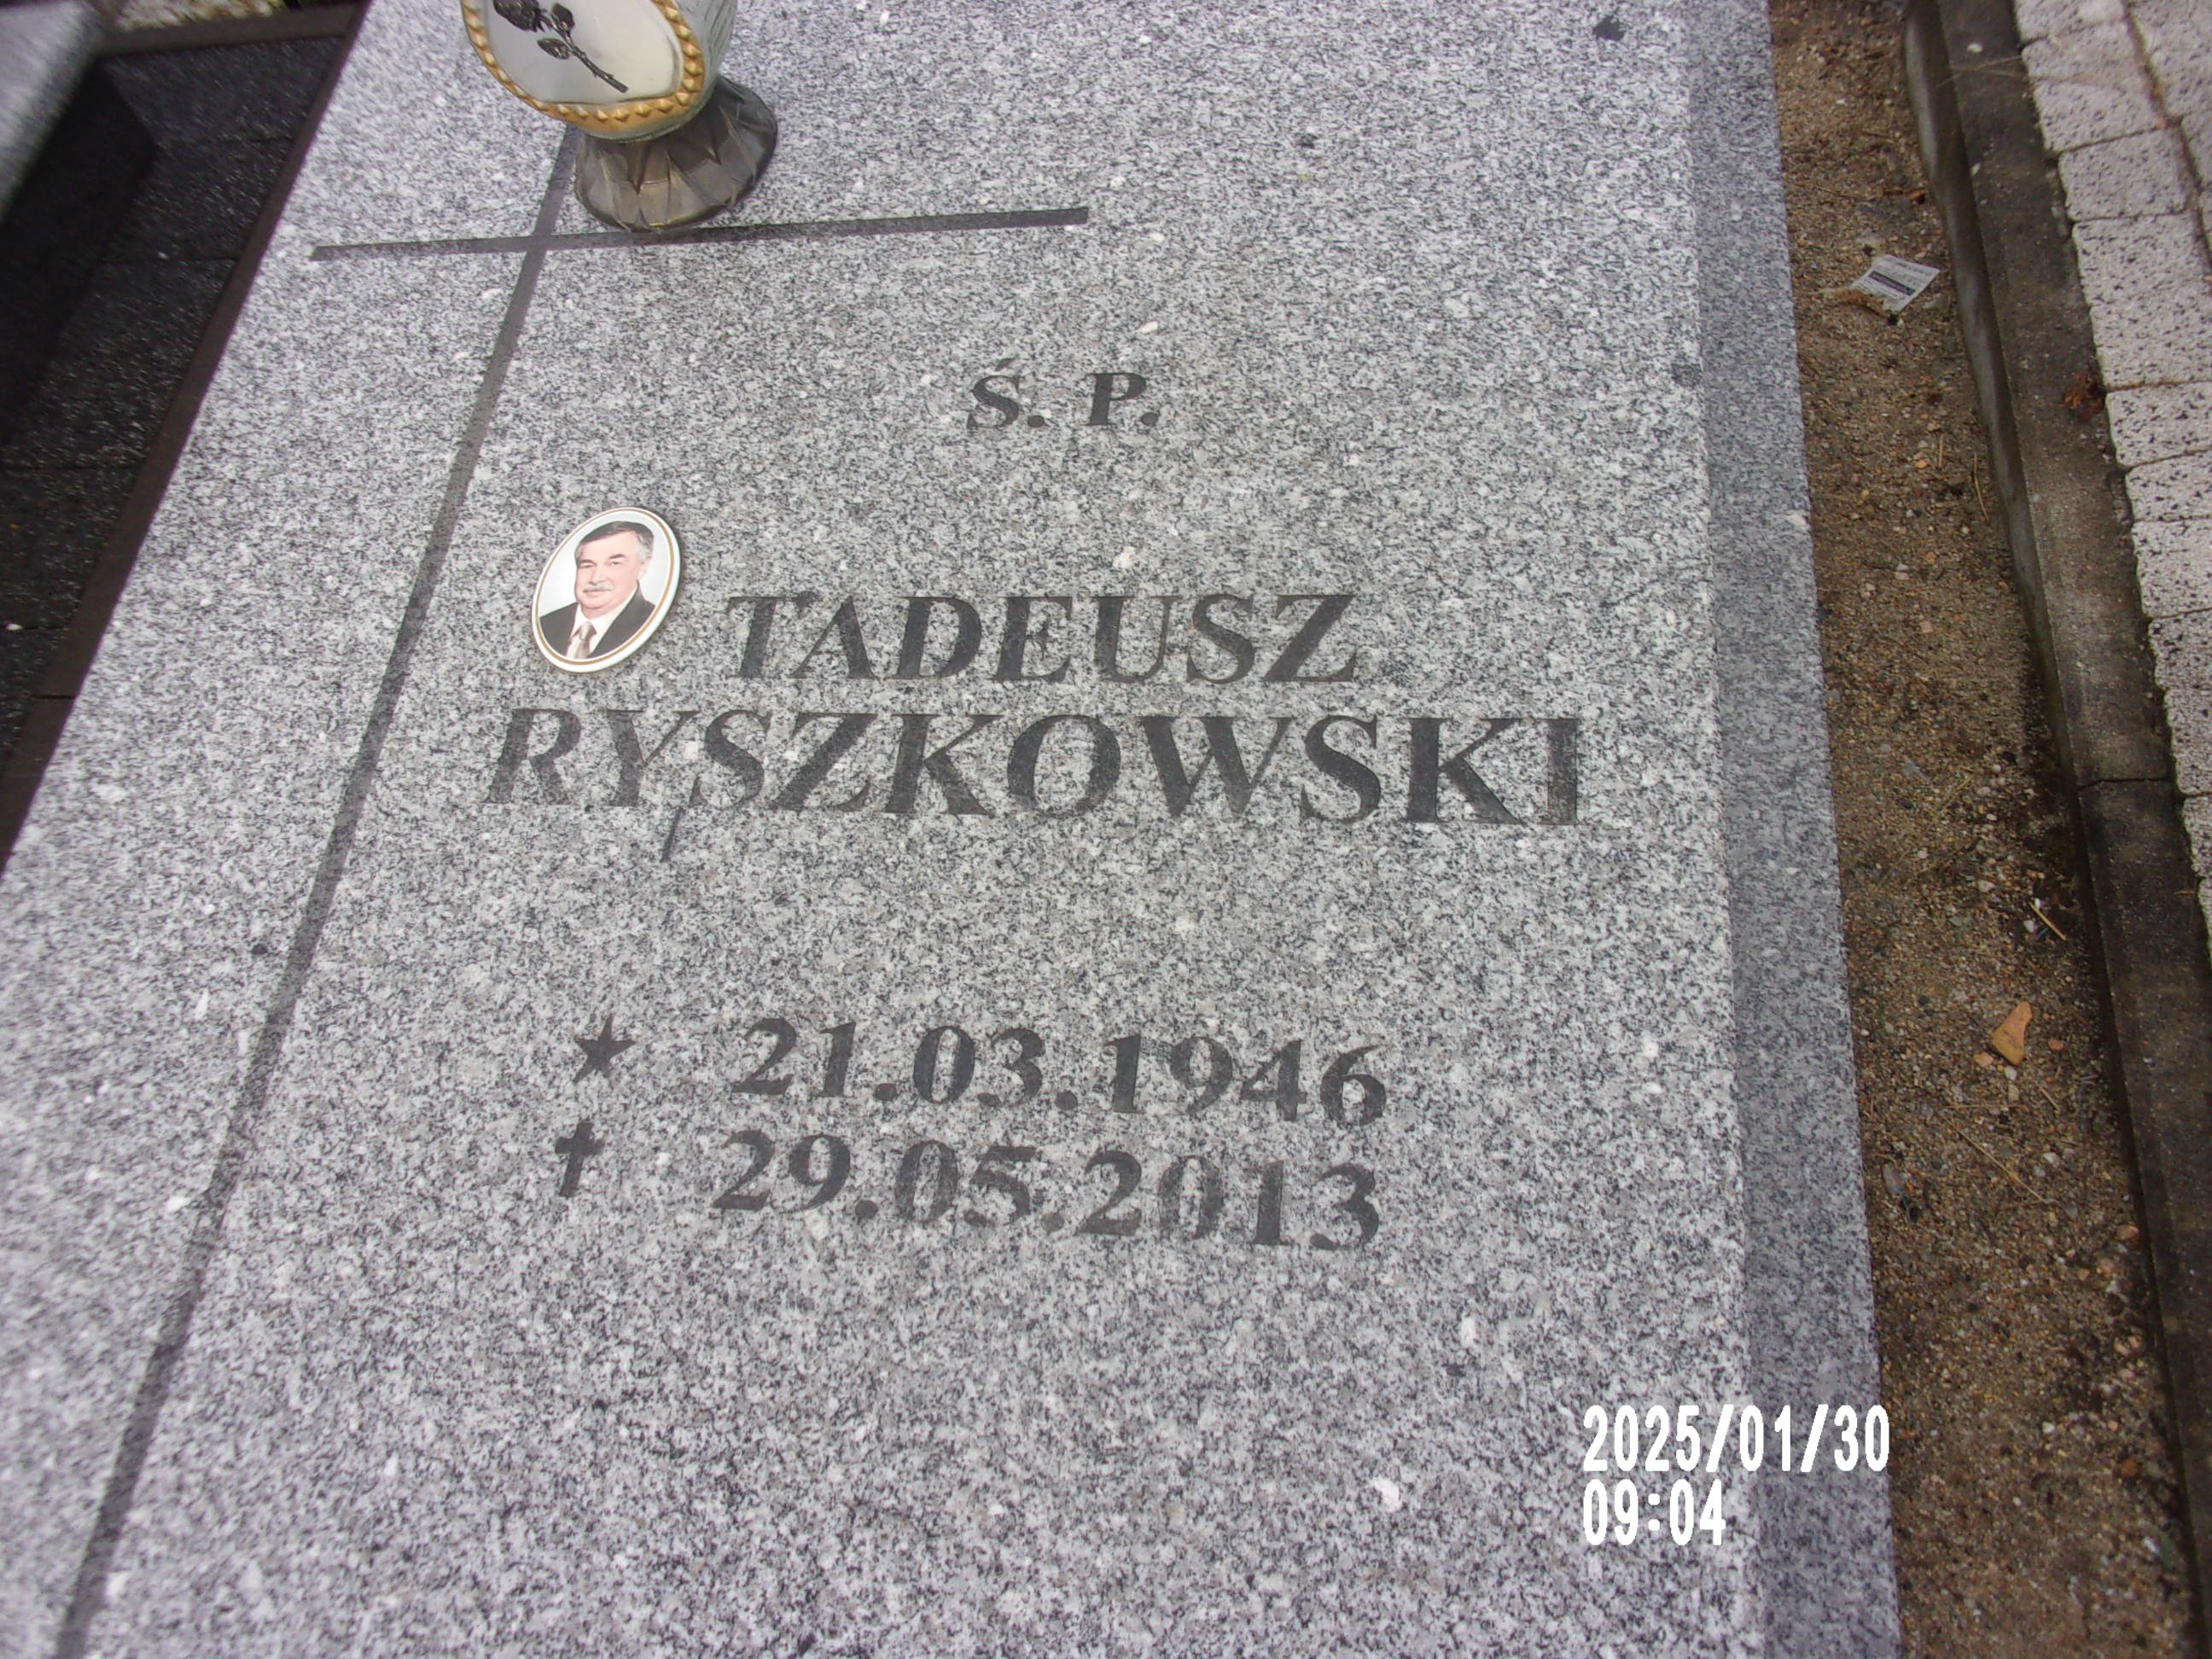 Ś. P.
TADEUSZ
RYSZKOWSKI
★ 21.03.1946
✝ 29.05.2013
2025/01/30
09:04